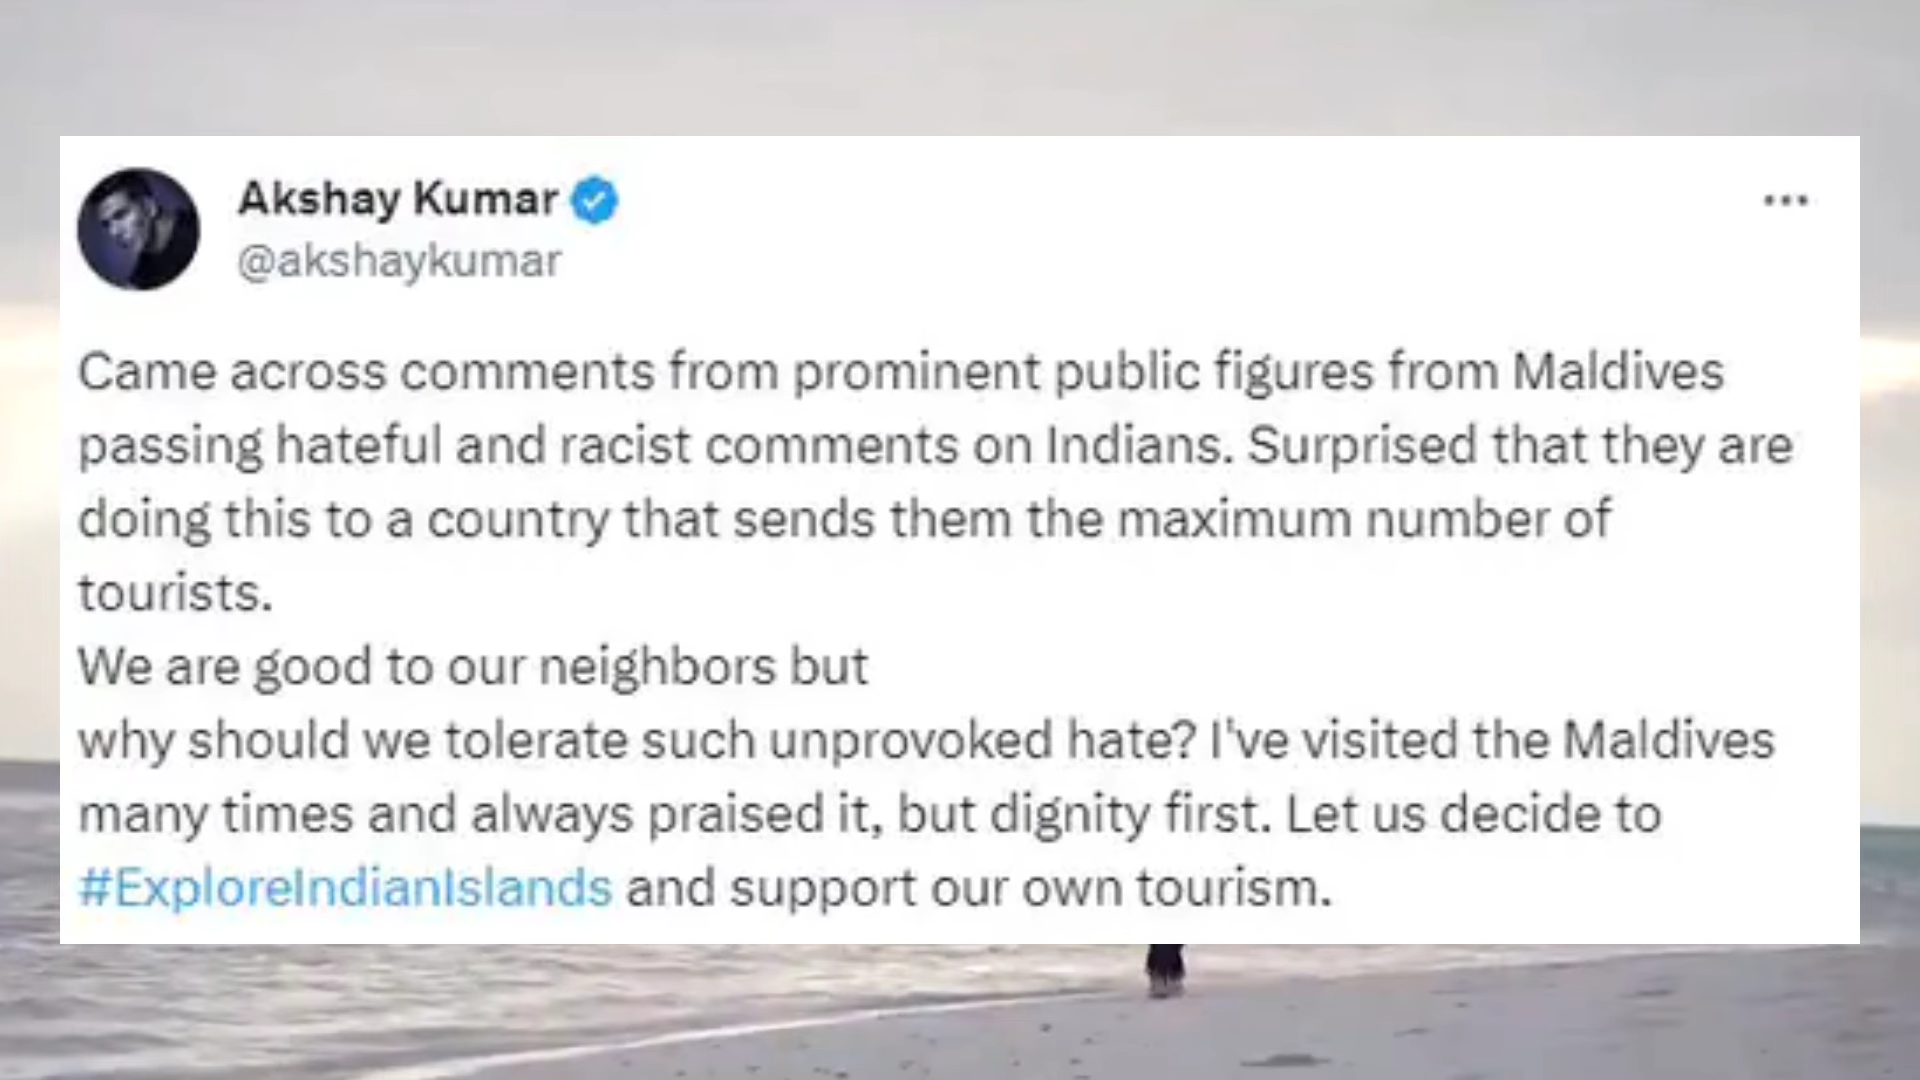 Akshay Kumar
@akshaykumar
Came across comments from prominent public figures from Maldives
passing hateful and racist comments on Indians. Surprised that they are
doing this to a country that sends them the maximum number of
tourists.
We are good to our neighbors but
why should we tolerate such unprovoked hate? I've visited the Maldives
many times and always praised it, but dignity first. Let us decide to
#ExploreIndianIslands and support our own tourism.